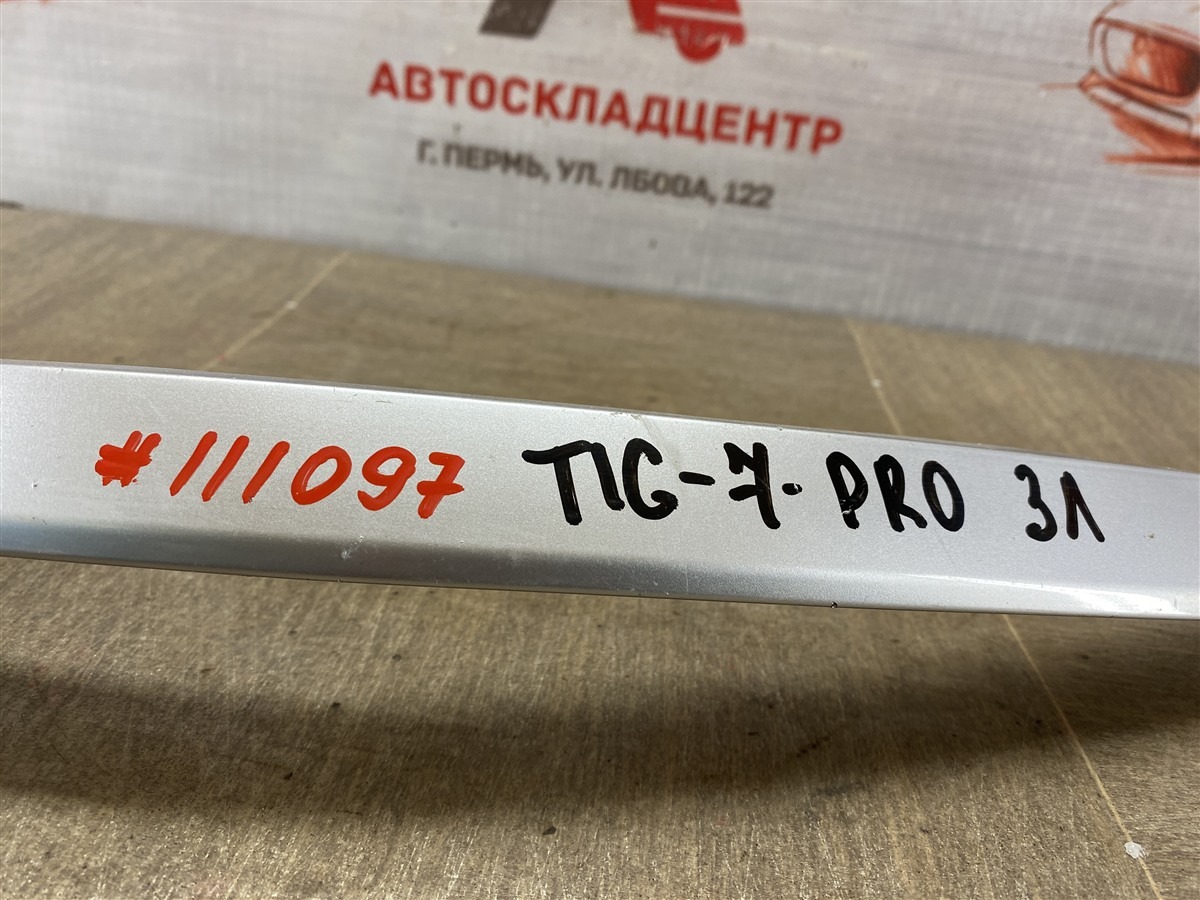 АВТОСКЛАДЦЕНТР
Г. ПЕРМЬ, УЛ. ЛБОВА, 122
#111097 TIG-7-PRO ЗЛ